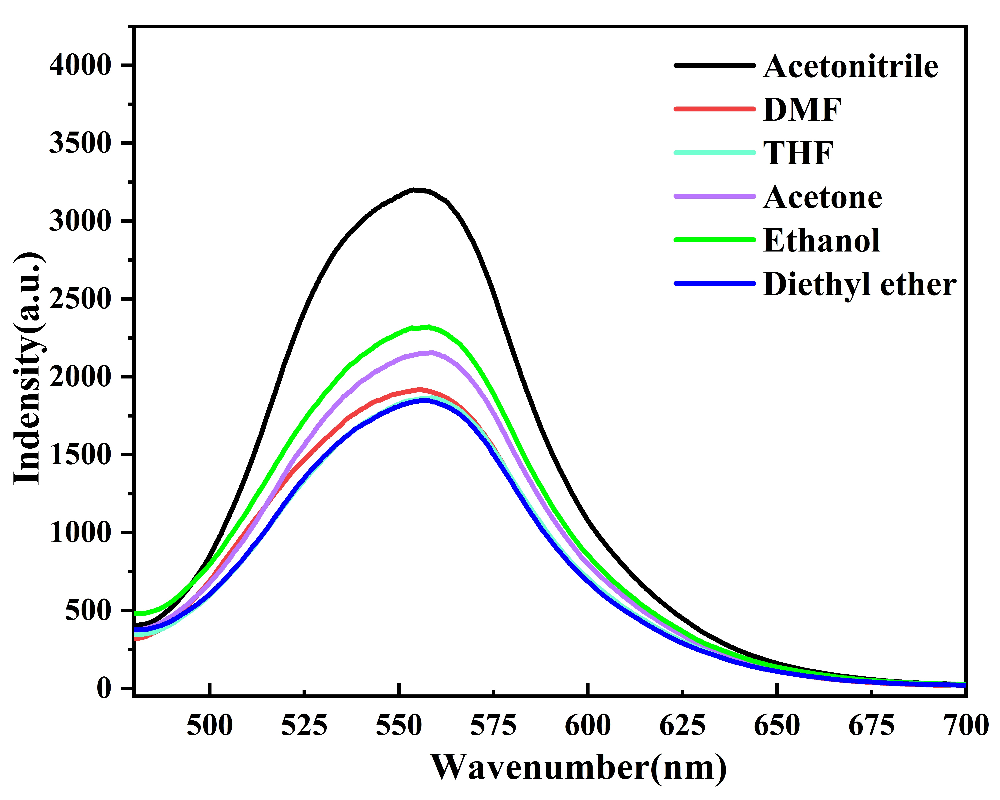 Acetonitrile
DMF
THF
Acetone
Ethanol
Diethyl ether
4000
3500
3000
2500
2000
1500
1000
500
0
Indensity(a.u.)
500 525 550 575 600 625 650 675 700
Wavenumber(nm)